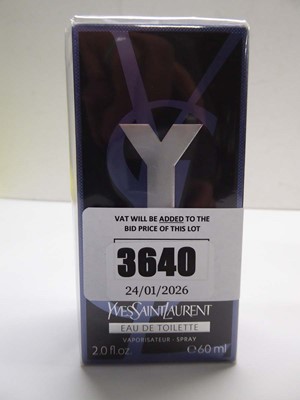 Y
VAT WILL BE ADDED TO THE
BID PRICE OF THIS LOT
3640
24/01/2026
YVESSAINTLAURENT
EAU DE TOILETTE
VAPORISATEUR - SPRAY
2.0 fl oz ℮ 60 ml